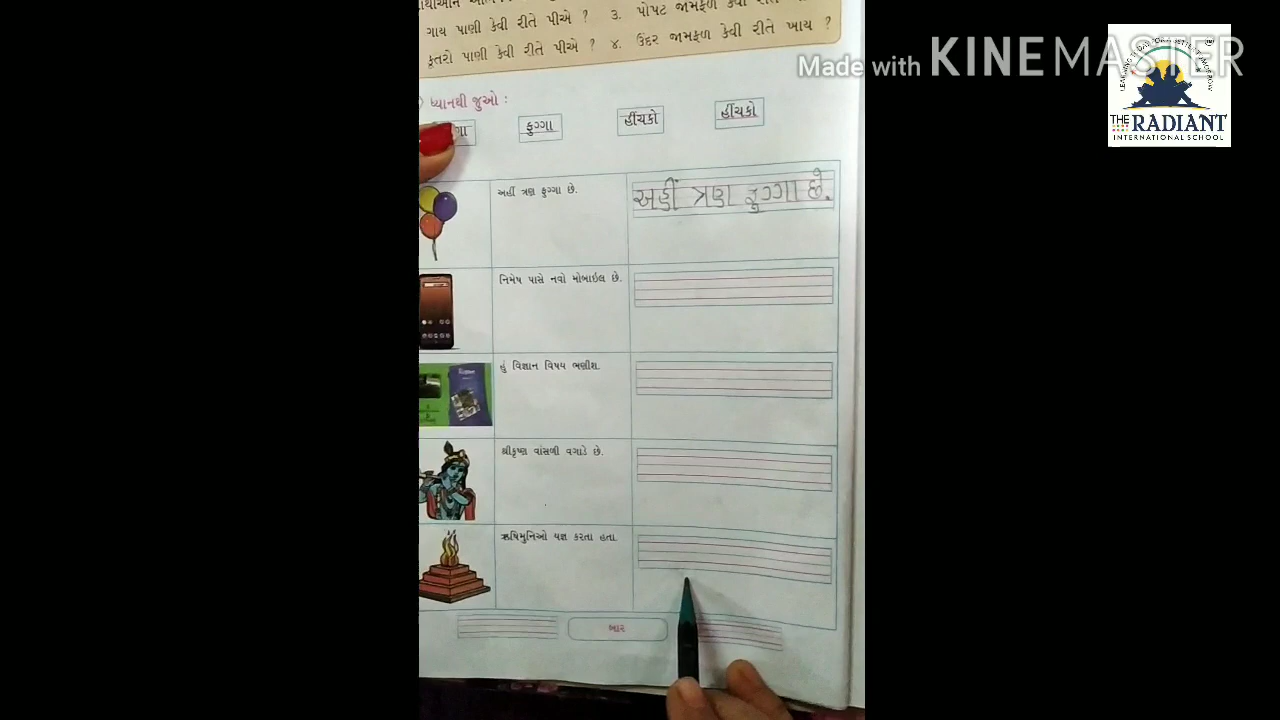 ગાય પાણી કેવી રીતે પીએ ? ૩. પોપટ જામફળ કેવી રીતે
કૂતરો પાણી કેવી રીતે પીએ ? ૪. ઉંદર જામફળ કેવી રીતે ખાય ?
Made with KINEMASTER
THE RADIANT
INTERNATIONAL SCHOOL
ધ્યાનથી જુઓ :
ફુગ્ગા હીંચકો હીંચકો
અહીં ત્રણ ફુગ્ગા છે. અહીં ત્રણ ફુગ્ગા છે.
નિમેષ પાસે નવો મોબાઇલ છે.
હું વિજ્ઞાન વિષય ભણીશ.
શ્રીકૃષ્ણ વાંસળી વગાડે છે.
ઋષિમુનિઓ યજ્ઞ કરતા હતા.
બાર